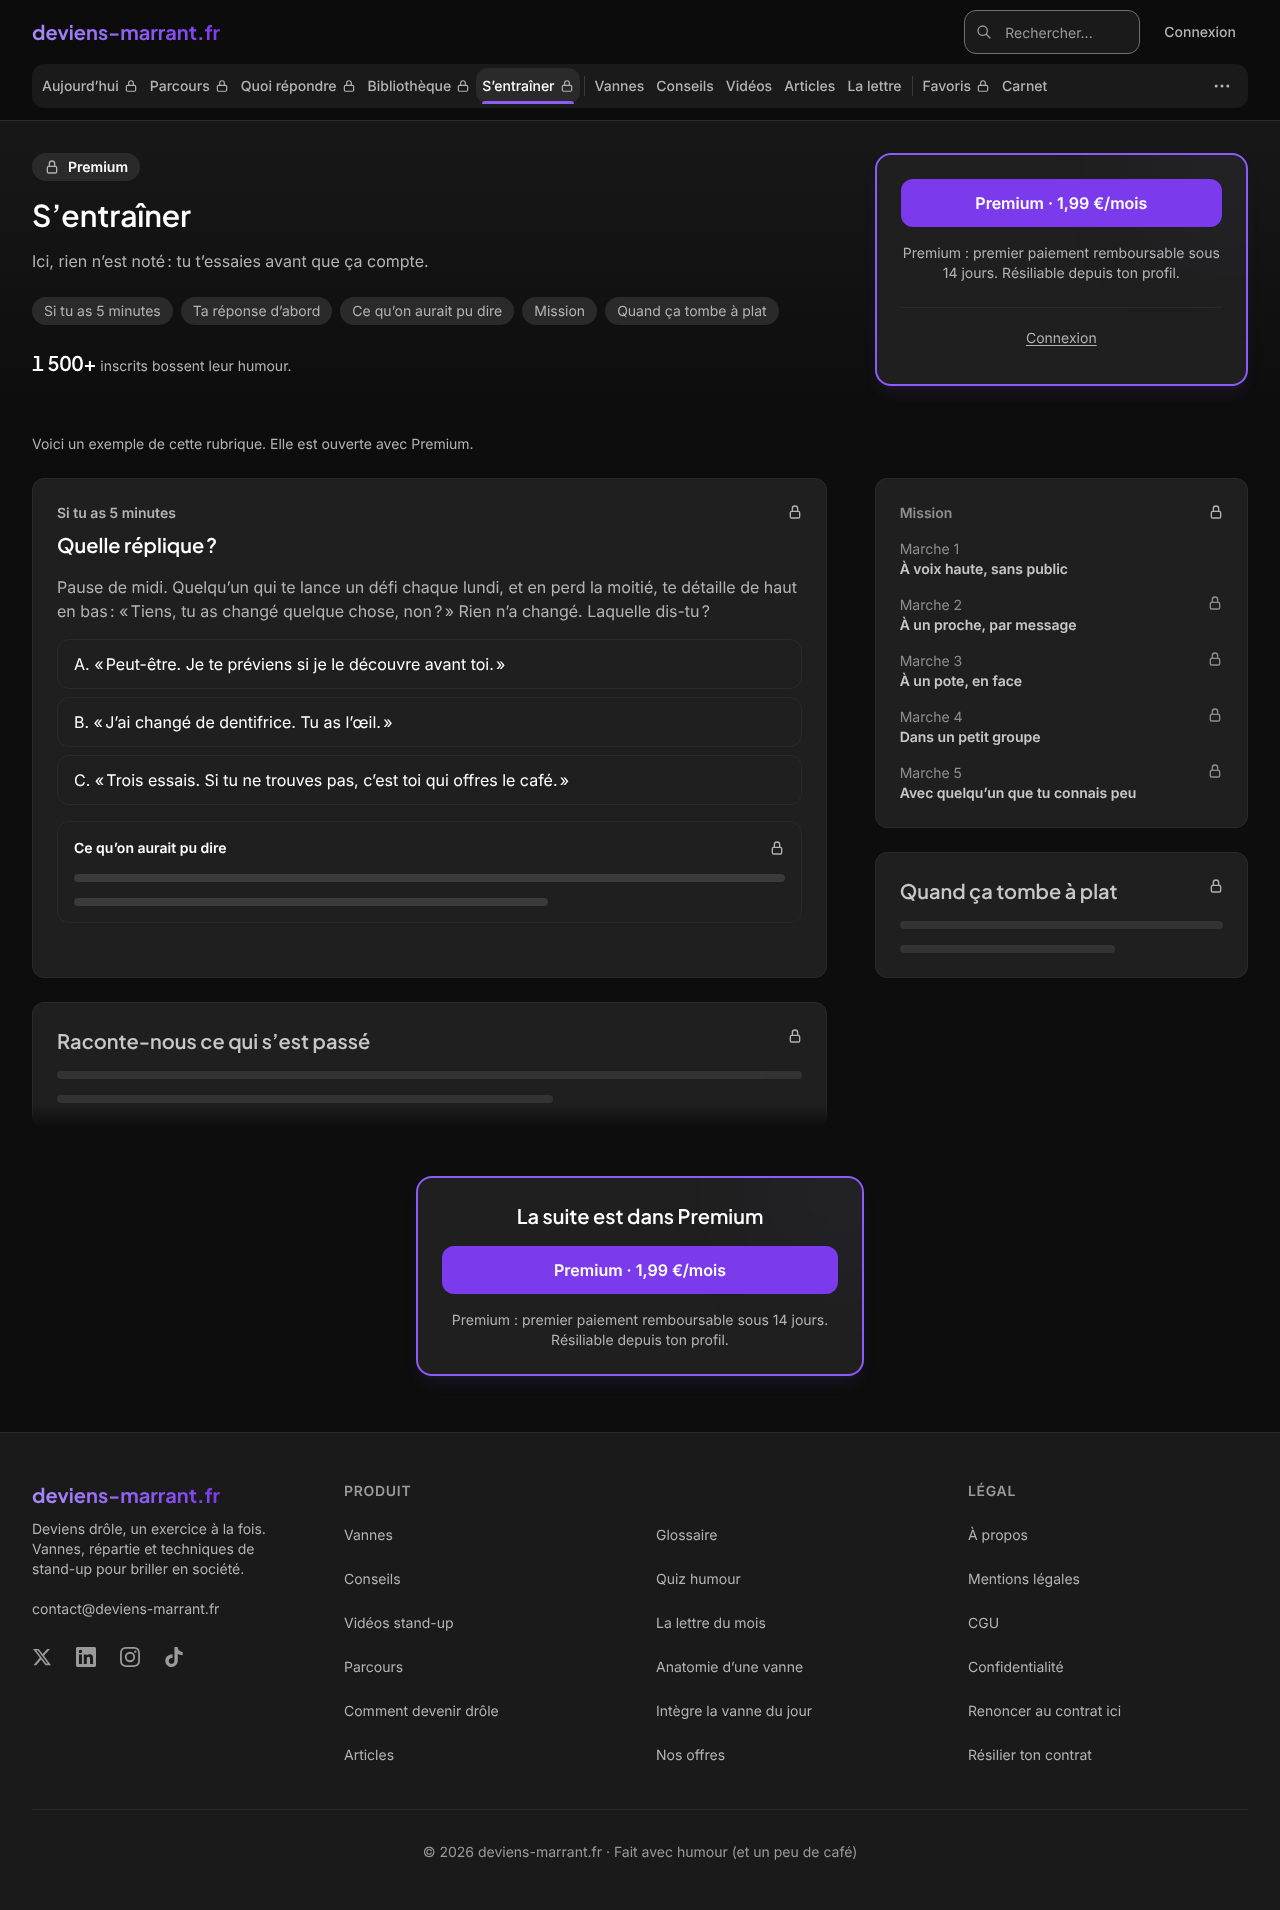 deviens-marrant.fr
Rechercher...
Connexion
Aujourd’hui
Parcours
Quoi répondre
Bibliothèque
S’entraîner
Vannes
Conseils
Vidéos
Articles
La lettre
Favoris
Carnet
Premium
S’entraîner
Ici, rien n’est noté : tu t’essaies avant que ça compte.
Si tu as 5 minutes
Ta réponse d’abord
Ce qu’on aurait pu dire
Mission
Quand ça tombe à plat
1 500+ inscrits bossent leur humour.
Premium · 1,99 €/mois
Premium : premier paiement remboursable sous
14 jours. Résiliable depuis ton profil.
Connexion
Voici un exemple de cette rubrique. Elle est ouverte avec Premium.
Si tu as 5 minutes
Quelle réplique ?
Pause de midi. Quelqu’un qui te lance un défi chaque lundi, et en perd la moitié, te détaille de haut
en bas : « Tiens, tu as changé quelque chose, non ? » Rien n’a changé. Laquelle dis-tu ?
A. « Peut-être. Je te préviens si je le découvre avant toi. »
B. « J’ai changé de dentifrice. Tu as l’œil. »
C. « Trois essais. Si tu ne trouves pas, c’est toi qui offres le café. »
Ce qu’on aurait pu dire
Mission
Marche 1
À voix haute, sans public
Marche 2
À un proche, par message
Marche 3
À un pote, en face
Marche 4
Dans un petit groupe
Marche 5
Avec quelqu’un que tu connais peu
Quand ça tombe à plat
Raconte-nous ce qui s’est passé
La suite est dans Premium
Premium · 1,99 €/mois
Premium : premier paiement remboursable sous 14 jours.
Résiliable depuis ton profil.
deviens-marrant.fr
Deviens drôle, un exercice à la fois.
Vannes, répartie et techniques de
stand-up pour briller en société.
contact@deviens-marrant.fr
PRODUIT
Vannes
Conseils
Vidéos stand-up
Parcours
Comment devenir drôle
Articles
Glossaire
Quiz humour
La lettre du mois
Anatomie d’une vanne
Intègre la vanne du jour
Nos offres
LÉGAL
À propos
Mentions légales
CGU
Confidentialité
Renoncer au contrat ici
Résilier ton contrat
© 2026 deviens-marrant.fr · Fait avec humour (et un peu de café)